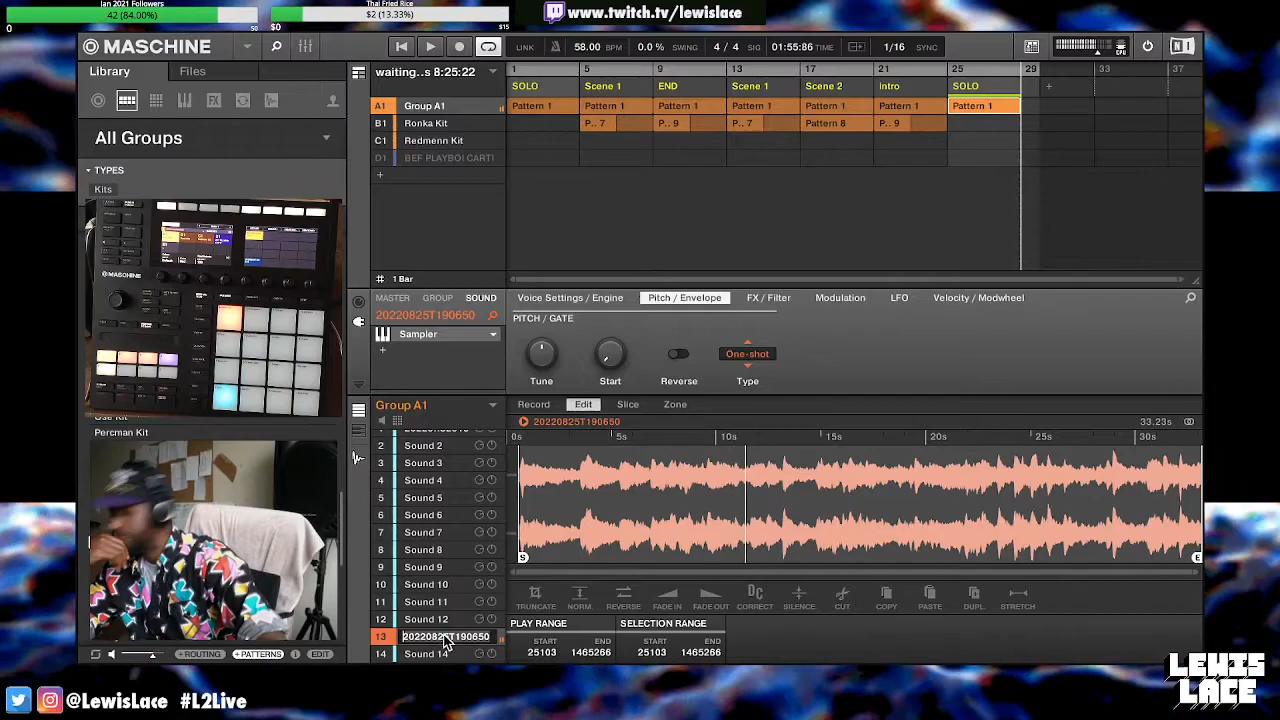 Jan 2021 Followers
42 (84.00%)
0
50
Thai Fried Rice
$2 (13.33%)
$0
$15
www.twitch.tv/lewislace
MASCHINE
LINK
58.00 BPM
0.0 % SWING
4 / 4 SIG
01:55:86 TIME
1/16 SYNC
Library
Files
waiting..s 8:25:22
1
5
9
13
17
21
25
29
33
37
SOLO
Scene 1
END
Scene 1
Scene 2
Intro
SOLO
+
A1
Group A1
Pattern 1
Pattern 1
Pattern 1
Pattern 1
Pattern 1
Pattern 1
Pattern 1
B1
Ronka Kit
P.. 7
P.. 9
P.. 7
Pattern 8
P.. 9
C1
Redmenn Kit
D1
BEF PLAYBOI CARTI
+
All Groups
TYPES
Kits
MASCHINE
Percman Kit
1 Bar
MASTER
GROUP
SOUND
20220825T190650
Sampler
+
Voice Settings / Engine
Pitch / Envelope
FX / Filter
Modulation
LFO
Velocity / Modwheel
PITCH / GATE
One-shot
Tune
Start
Reverse
Type
Group A1
Record
Edit
Slice
Zone
20220825T190650
33.23s
0s
5s
10s
15s
20s
25s
30s
2
Sound 2
3
Sound 3
4
Sound 4
5
Sound 5
6
Sound 6
7
Sound 7
8
Sound 8
9
Sound 9
10
Sound 10
11
Sound 11
12
Sound 12
13
20220825T190650
14
Sound 14
S
E
TRUNCATE
NORM.
REVERSE
FADE IN
FADE OUT
DC
CORRECT
SILENCE
CUT
COPY
PASTE
DUPL.
STRETCH
PLAY RANGE
SELECTION RANGE
START
END
START
END
25103
1465266
25103
1465266
+ROUTING
+PATTERNS
EDIT
@LewisLace #L2Live
LEWIS
LACE